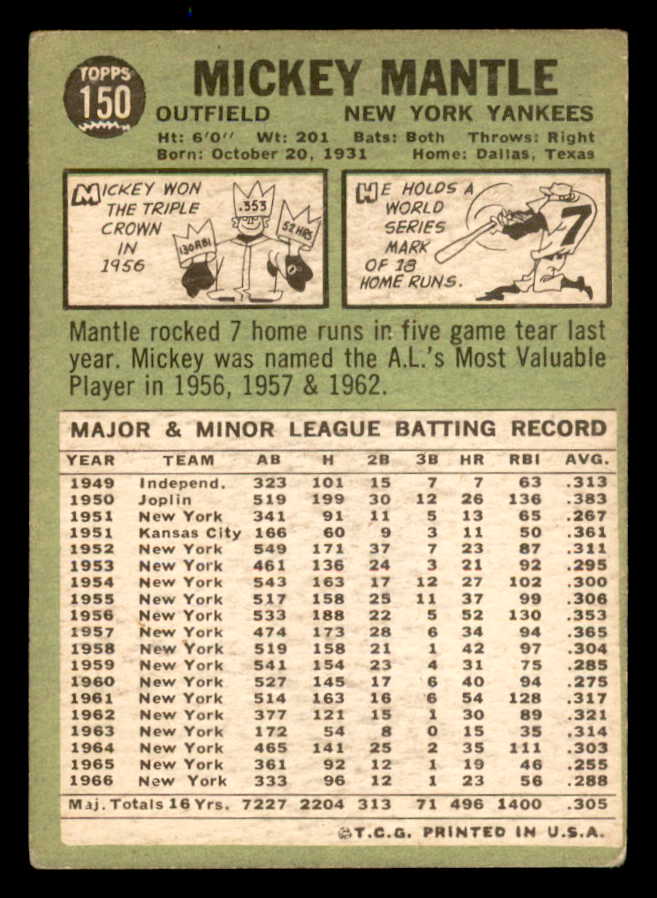 TOPPS
150
MICKEY MANTLE
OUTFIELD NEW YORK YANKEES
Ht: 6'0" Wt: 201 Bats: Both Throws: Right
Born: October 20, 1931 Home: Dallas, Texas
MICKEY WON
THE TRIPLE
CROWN
IN
1956
130 RBI
.353
52 HRS
HE HOLDS A
WORLD
SERIES
MARK
OF 18
HOME RUNS.
7
Mantle rocked 7 home runs in five game tear last
year. Mickey was named the A.L.'s Most Valuable
Player in 1956, 1957 & 1962.
MAJOR & MINOR LEAGUE BATTING RECORD
YEAR TEAM AB H 2B 3B HR RBI AVG.
1949 Independ. 323 101 15 7 7 63 .313
1950 Joplin 519 199 30 12 26 136 .383
1951 New York 341 91 11 5 13 65 .267
1951 Kansas City 166 60 9 3 11 50 .361
1952 New York 549 171 37 7 23 87 .311
1953 New York 461 136 24 3 21 92 .295
1954 New York 543 163 17 12 27 102 .300
1955 New York 517 158 25 11 37 99 .306
1956 New York 533 188 22 5 52 130 .353
1957 New York 474 173 28 6 34 94 .365
1958 New York 519 158 21 1 42 97 .304
1959 New York 541 154 23 4 31 75 .285
1960 New York 527 145 17 6 40 94 .275
1961 New York 514 163 16 6 54 128 .317
1962 New York 377 121 15 1 30 89 .321
1963 New York 172 54 8 0 15 35 .314
1964 New York 465 141 25 2 35 111 .303
1965 New York 361 92 12 1 19 46 .255
1966 New York 333 96 12 1 23 56 .288
Maj. Totals 16 Yrs. 7227 2204 313 71 496 1400 .305
©T.C.G. PRINTED IN U.S.A.